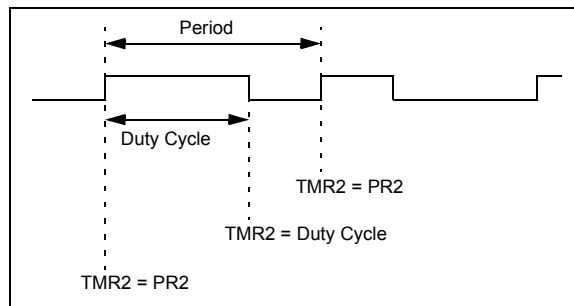 Period
Duty Cycle
TMR2 = PR2
TMR2 = Duty Cycle
TMR2 = PR2